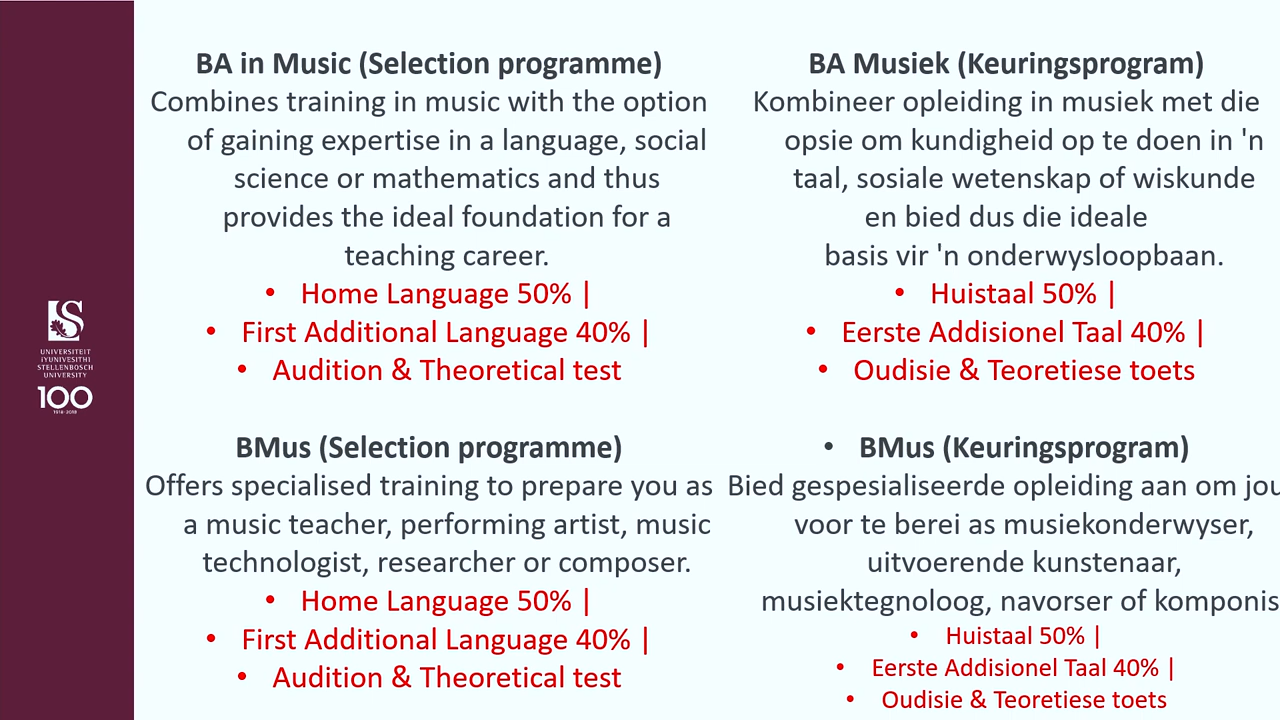 UNIVERSITEIT
IYUNIVESITHI
STELLENBOSCH
UNIVERSITY
100
1918-2018
BA in Music (Selection programme)
Combines training in music with the option
of gaining expertise in a language, social
science or mathematics and thus
provides the ideal foundation for a
teaching career.
• Home Language 50% |
• First Additional Language 40% |
• Audition & Theoretical test
BMus (Selection programme)
Offers specialised training to prepare you as
a music teacher, performing artist, music
technologist, researcher or composer.
• Home Language 50% |
• First Additional Language 40% |
• Audition & Theoretical test
BA Musiek (Keuringsprogram)
Kombineer opleiding in musiek met die
opsie om kundigheid op te doen in 'n
taal, sosiale wetenskap of wiskunde
en bied dus die ideale
basis vir 'n onderwysloopbaan.
• Huistaal 50% |
• Eerste Addisionel Taal 40% |
• Oudisie & Teoretiese toets
• BMus (Keuringsprogram)
Bied gespesialiseerde opleiding aan om jou
voor te berei as musiekonderwyser,
uitvoerende kunstenaar,
musiektegnoloog, navorser of komponis
• Huistaal 50% |
• Eerste Addisionel Taal 40% |
• Oudisie & Teoretiese toets